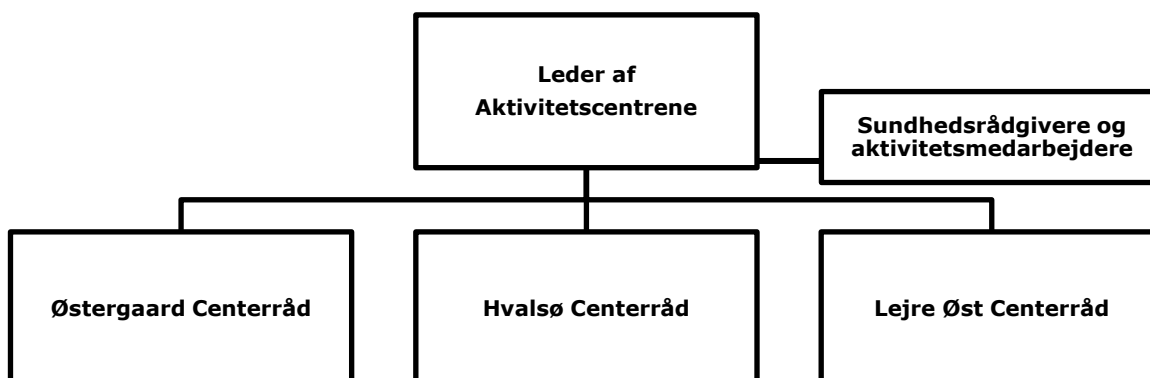 Leder af
Aktivitetscentrene
Sundhedsrådgivere og
aktivitetsmedarbejdere
Østergaard Centerråd
Hvalsø Centerråd
Lejre Øst Centerråd